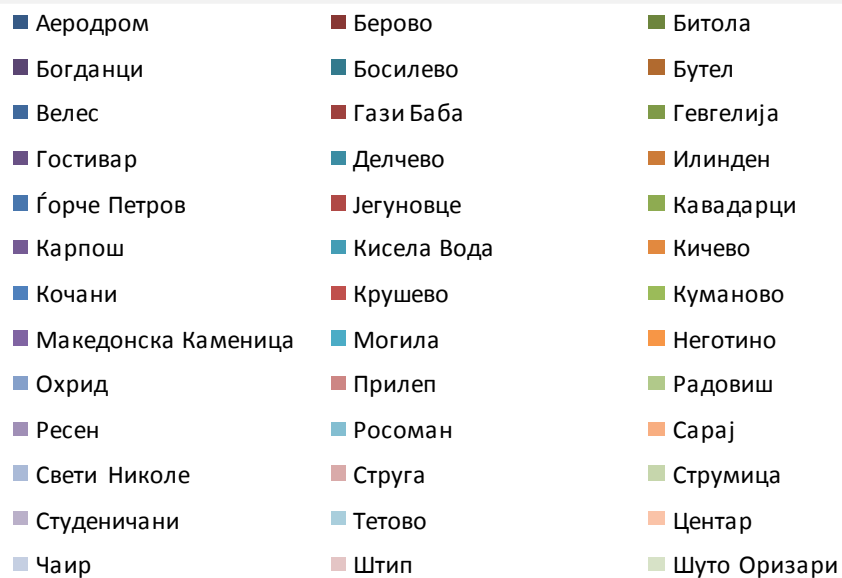 Аеродром Берово Битола
Богданци Босилево Бутел
Велес Гази Баба Гевгелија
Гостивар Делчево Илинден
Ѓорче Петров Јегуновце Кавадарци
Карпош Кисела Вода Кичево
Кочани Крушево Куманово
Македонска Каменица Могила Неготино
Охрид Прилеп Радовиш
Ресен Росоман Сарај
Свети Николе Струга Струмица
Студеничани Тетово Центар
Чаир Штип Шуто Оризари